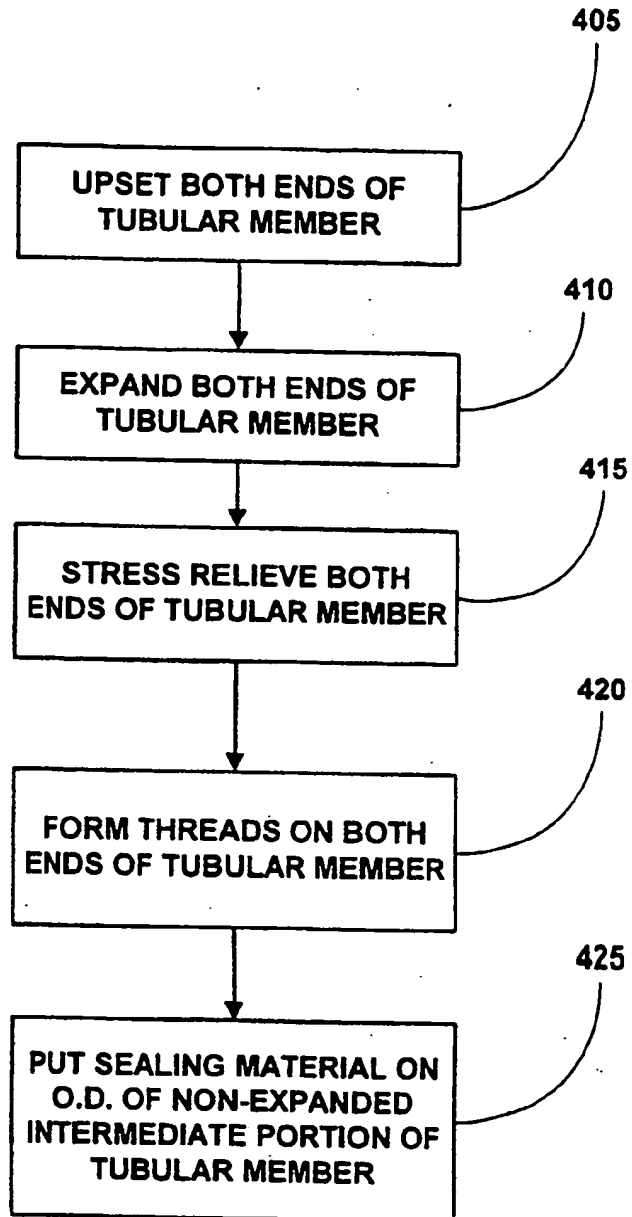 405
UPSET BOTH ENDS OF
TUBULAR MEMBER
410
EXPAND BOTH ENDS OF
TUBULAR MEMBER
415
STRESS RELIEVE BOTH
ENDS OF TUBULAR MEMBER
420
FORM THREADS ON BOTH
ENDS OF TUBULAR MEMBER
425
PUT SEALING MATERIAL ON
O.D. OF NON-EXPANDED
INTERMEDIATE PORTION OF
TUBULAR MEMBER